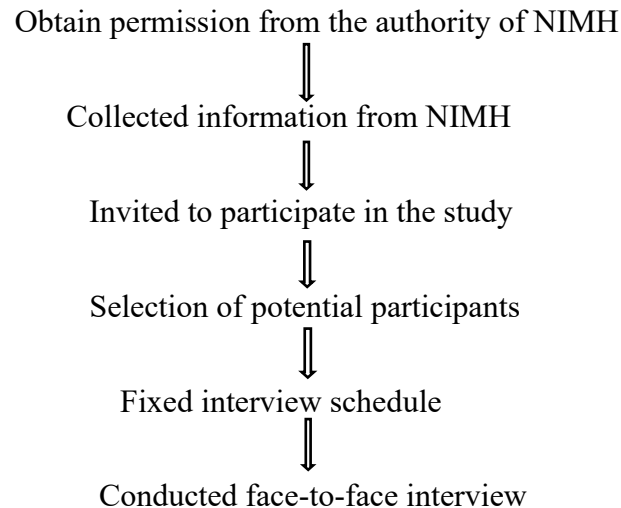 Obtain permission from the authority of NIMH
Collected information from NIMH
Invited to participate in the study
Selection of potential participants
Fixed interview schedule
Conducted face-to-face interview